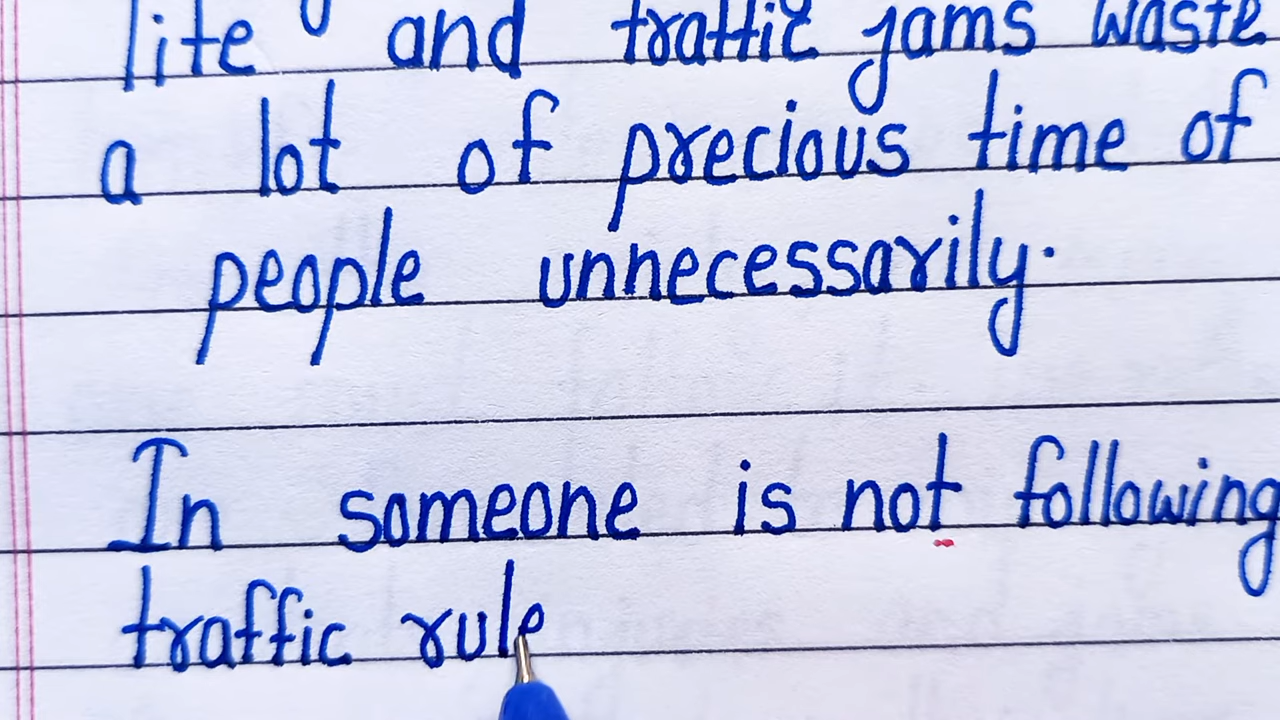 life and traffic jams waste
a lot of precious time of
people unnecessarily.
In someone is not following
traffic rule